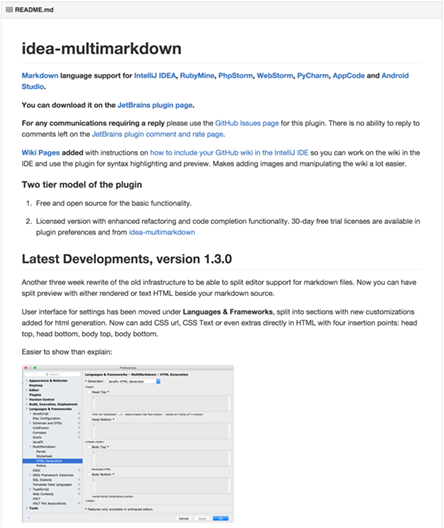 README.md
idea-multimarkdown
Markdown language support for IntelliJ IDEA, RubyMine, PhpStorm, WebStorm, PyCharm, AppCode and Android
Studio.
You can download it on the JetBrains plugin page.
For any communications requiring a reply please use the GitHub Issues page for this plugin. There is no ability to reply to
comments left on the JetBrains plugin comment and rate page.
Wiki Pages added with instructions on how to include your GitHub wiki in the IntelliJ IDE so you can work on the wiki in the
IDE and use the plugin for syntax highlighting and preview. Makes adding images and manipulating the wiki a lot easier.
Two tier model of the plugin
1. Free and open source for the basic functionality.
2. Licensed version with enhanced refactoring and code completion functionality. 30-day free trial licenses are available in
plugin preferences and from idea-multimarkdown
Latest Developments, version 1.3.0
Another three week rewrite of the old infrastructure to be able to split editor support for markdown files. Now you can have
split preview with either rendered or text HTML beside your markdown source.
User interface for settings has been moved under Languages & Frameworks, split into sections with new customizations
added for html generation. Now can add CSS url, CSS Text or even extras directly in HTML with four insertion points: head
top, head bottom, body top, body bottom.
Easier to show than explain:
Preferences
Languages & Frameworks › MultiMarkdown › HTML Generation
Appearance & Behavior
Generator: JavaFx HTML Generator
Keymap
Editor
Head Top *
Plugins
Version Control
Build, Execution, Deployment
Languages & Frameworks
JavaScript
Play Configuration
Schemas and DTDs
Head Bottom *
ColdFusion
Compass
Grails
JavaFX
MultiMarkdown
Body Top *
Parser
Stylesheet
HTML Generation
Notice
OSGi
OSGi Framework Instances
SQL Dialects
Body Bottom *
Template Data Languages
TypeScript
Web Contexts
XSLT
XSLT File Associations
Tools
* Features only available in enhanced edition.
Cancel Apply OK